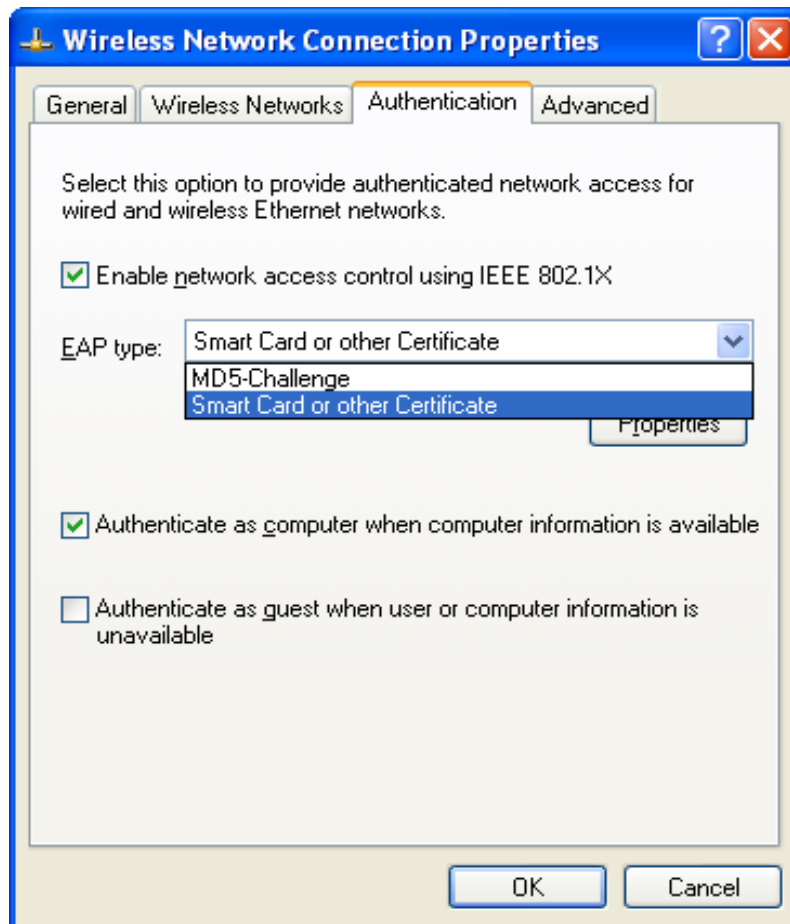 Wireless Network Connection Properties
General Wireless Networks Authentication Advanced
Select this option to provide authenticated network access for
wired and wireless Ethernet networks.
Enable network access control using IEEE 802.1X
EAP type: Smart Card or other Certificate
MD5-Challenge
Smart Card or other Certificate
Properties
Authenticate as computer when computer information is available
Authenticate as guest when user or computer information is
unavailable
OK Cancel